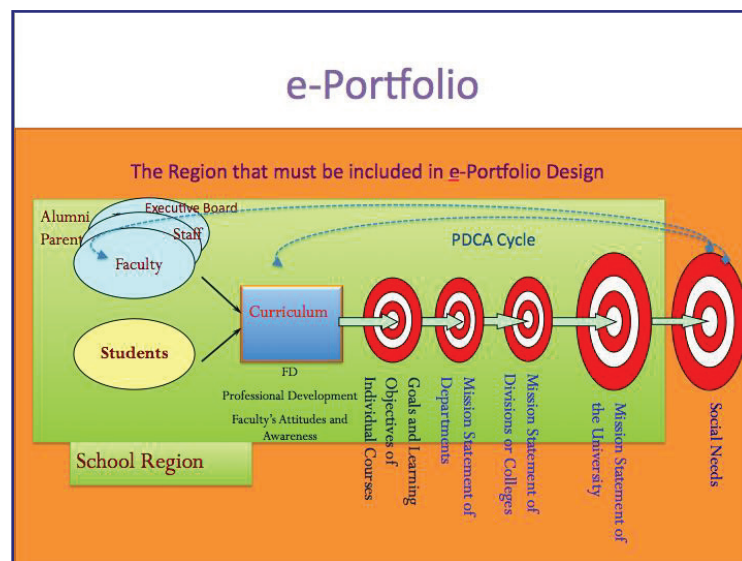 e-Portfolio
The Region that must be included in e-Portfolio Design
Executive Board
Alumni
Parent
Staff
Faculty
PDCA Cycle
Students
Curriculum
FD
Professional Development
Faculty's Attitudes and
Awareness
Goals and Learning
Objectives of
Individual Courses
Mission Statement of
Departments
Mission Statement of
Divisions or Colleges
Mission Statement of
the University
Social Needs
School Region